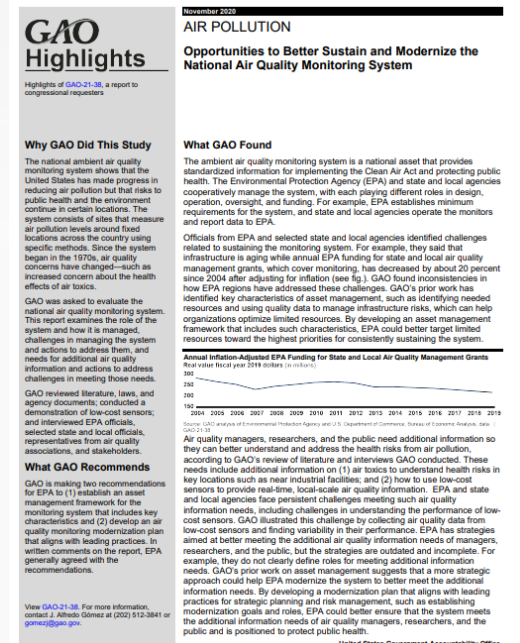 GAO
Highlights
Highlights of GAO-21-38, a report to
congressional requesters
Why GAO Did This Study
The national ambient air quality
monitoring system shows that the
United States has made progress in
reducing air pollution but that risks to
public health and the environment
continue in certain locations. The
system consists of sites that measure
air pollution levels around fixed
locations across the country using
specific methods. Since the system
began in the 1970s, air quality
concerns have changed—such as
increased concern about the health
effects of air toxics.
GAO was asked to evaluate the
national air quality monitoring system.
This report examines the role of the
system and how it is managed,
challenges in managing the system
and actions to address them, and
needs for additional air quality
information and actions to address
challenges in meeting those needs.
GAO reviewed literature, laws, and
agency documents; conducted a
demonstration of low-cost sensors;
and interviewed EPA officials,
selected state and local officials,
representatives from air quality
associations, and stakeholders.
What GAO Recommends
GAO is making two recommendations
for EPA to (1) establish an asset
management framework for the
monitoring system that includes key
characteristics and (2) develop an air
quality monitoring modernization plan
that aligns with leading practices. In
written comments on the report, EPA
generally agreed with the
recommendations.
View GAO-21-38. For more information,
contact J. Alfredo Gómez at (202) 512-3841 or
gomezj@gao.gov.
November 2020
AIR POLLUTION
Opportunities to Better Sustain and Modernize the
National Air Quality Monitoring System
What GAO Found
The ambient air quality monitoring system is a national asset that provides
standardized information for implementing the Clean Air Act and protecting public
health. The Environmental Protection Agency (EPA) and state and local agencies
cooperatively manage the system, with each playing different roles in design,
operation, oversight, and funding. For example, EPA establishes minimum
requirements for the system, and state and local agencies operate the monitors
and report data to EPA.
Officials from EPA and selected state and local agencies identified challenges
related to sustaining the monitoring system. For example, they said that
infrastructure is aging while annual EPA funding for state and local air quality
management grants, which cover monitoring, has decreased by about 20 percent
since 2004 after adjusting for inflation (see fig.). GAO found inconsistencies in
how EPA regions have addressed these challenges. GAO's prior work has
identified key characteristics of asset management, such as identifying needed
resources and using quality data to manage infrastructure risks, which can help
organizations optimize limited resources. By developing an asset management
framework that includes such characteristics, EPA could better target limited
resources toward the highest priorities for consistently sustaining the system.
Annual Inflation-Adjusted EPA Funding for State and Local Air Quality Management Grants
Real value fiscal year 2019 dollars (in millions)
300
250
200
150
2004 2005 2006 2007 2008 2009 2010 2011 2012 2013 2014 2015 2016 2017 2018 2019
Source: GAO analysis of Environmental Protection Agency and U.S. Department of Commerce, Bureau of Economic Analysis, data. |
GAO-21-38
Air quality managers, researchers, and the public need additional information so
they can better understand and address the health risks from air pollution,
according to GAO's review of literature and interviews GAO conducted. These
needs include additional information on (1) air toxics to understand health risks in
key locations such as near industrial facilities; and (2) how to use low-cost
sensors to provide real-time, local-scale air quality information. EPA and state
and local agencies face persistent challenges meeting such air quality
information needs, including challenges in understanding the performance of low-
cost sensors. GAO illustrated this challenge by collecting air quality data from
low-cost sensors and finding variability in their performance. EPA has strategies
aimed at better meeting the additional air quality information needs of managers,
researchers, and the public, but the strategies are outdated and incomplete. For
example, they do not clearly define roles for meeting additional information
needs. GAO's prior work on asset management suggests that a more strategic
approach could help EPA modernize the system to better meet the additional
information needs. By developing a modernization plan that aligns with leading
practices for strategic planning and risk management, such as establishing
modernization goals and roles, EPA could better ensure that the system meets
the additional information needs of air quality managers, researchers, and the
public and is positioned to protect public health.